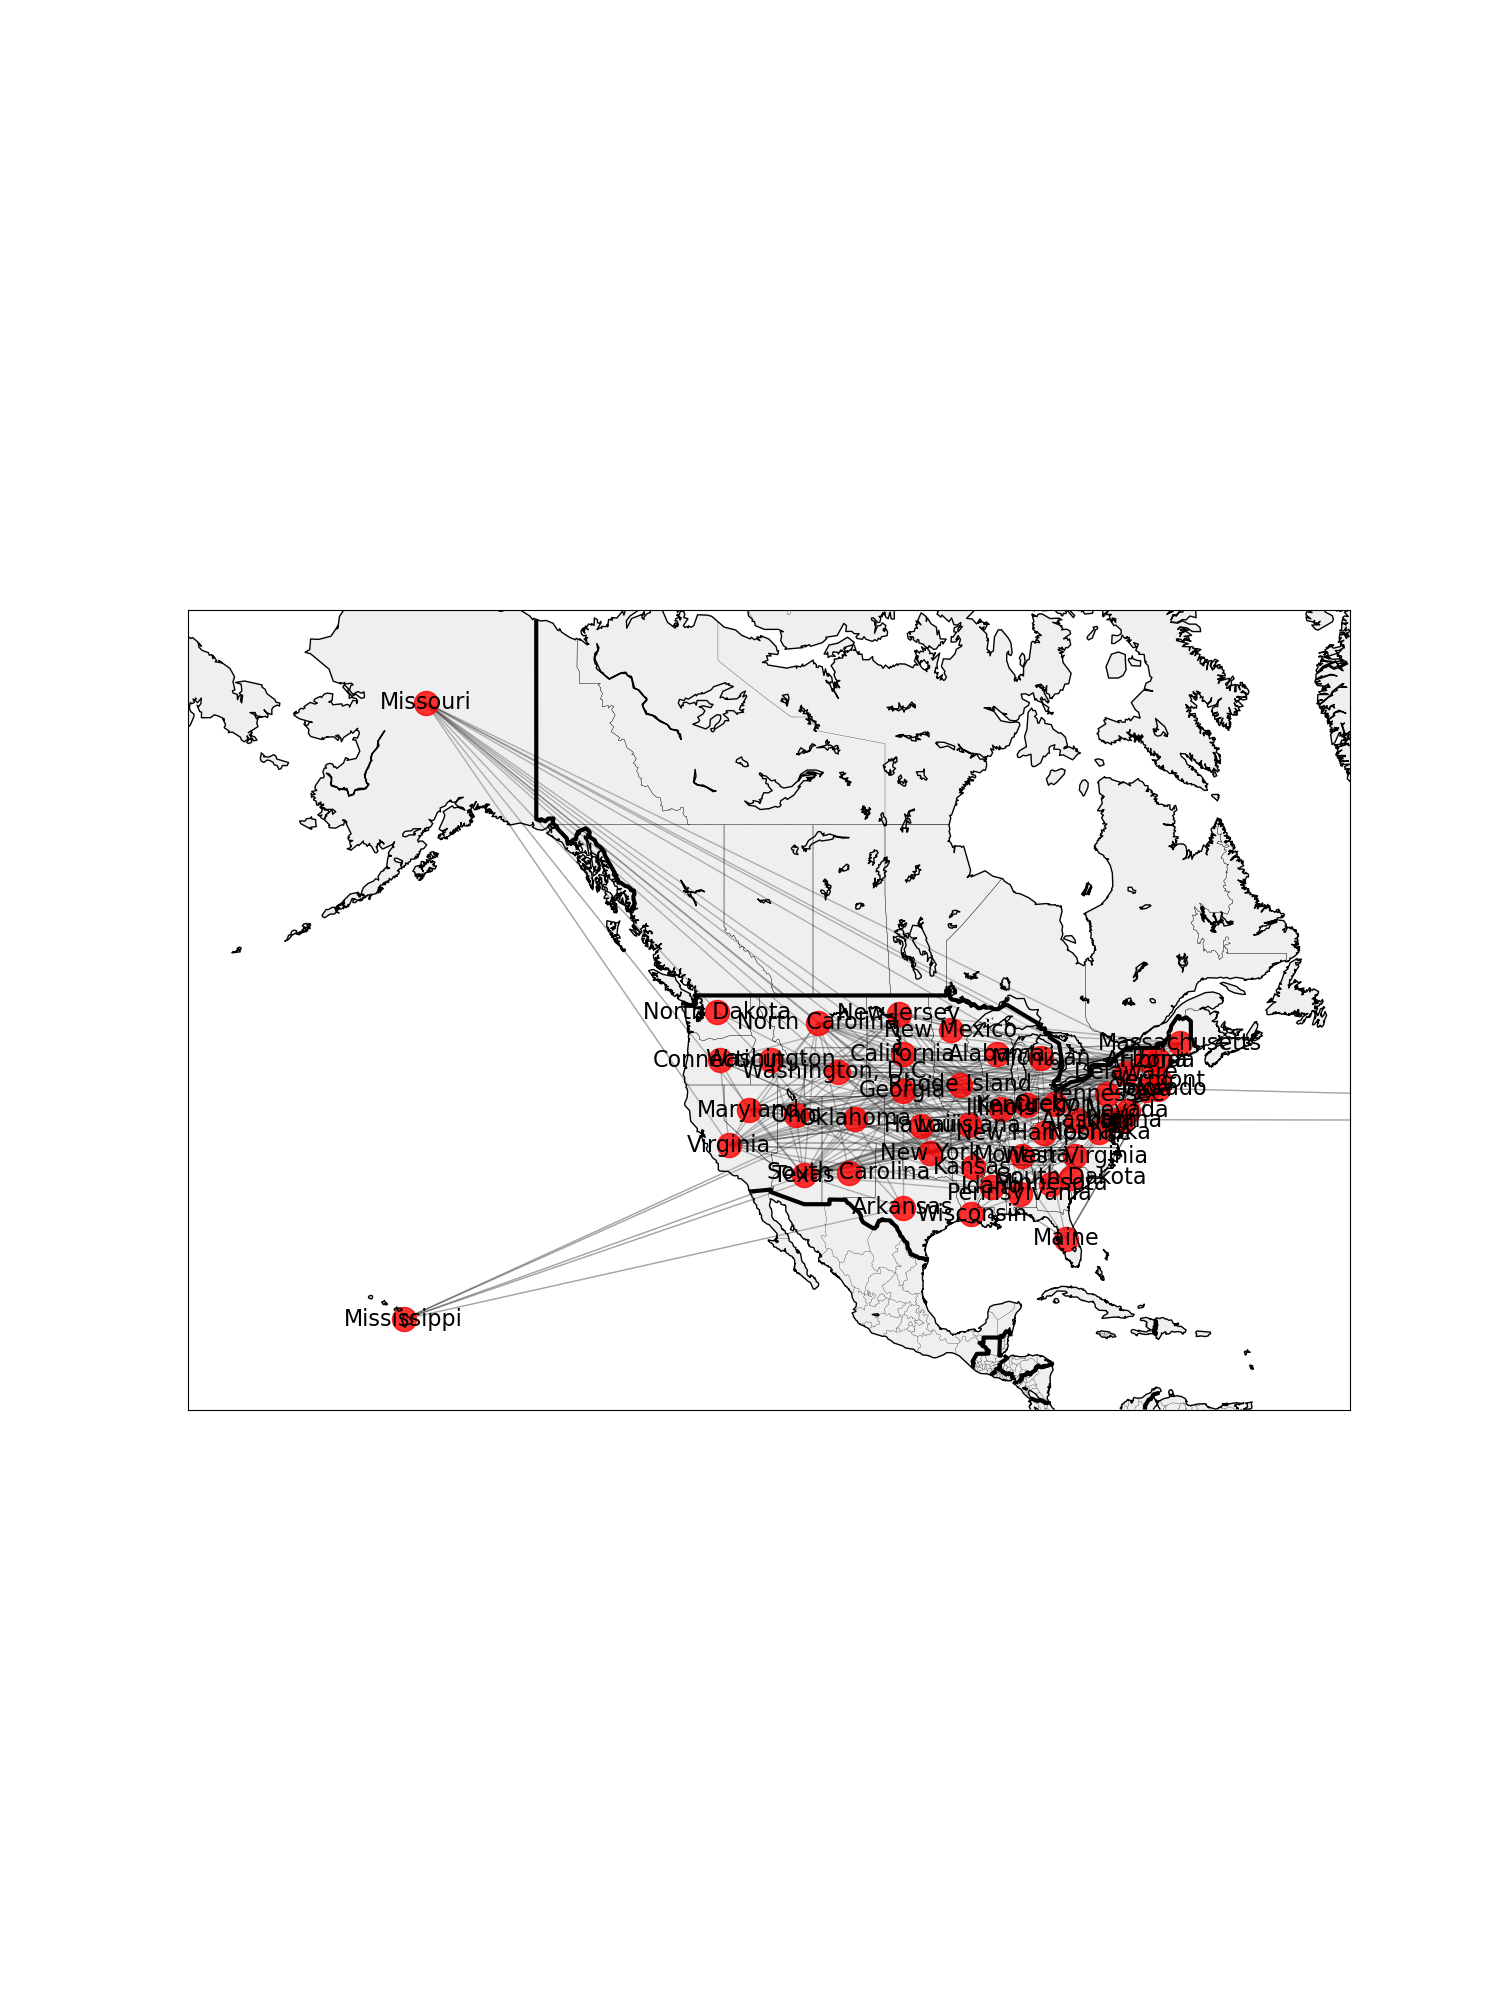 Missouri
North Dakota
New Jersey
North Carolina
New Mexico
Massachusetts
Connecticut
Washington
California
Alabama
Michigan
Arizona
Florida
Washington, D.C.
Delaware
Vermont
Rhode Island
Georgia
Colorado
Tennessee
Kentucky
Illinois
Maryland
Ohio
Oklahoma
Nevada
Alaska
Indiana
Hawaii
Louisiana
New Hampshire
Nebraska
Virginia
New York
Montana
West Virginia
Kansas
South Carolina
Texas
South Dakota
Idaho
Minnesota
Pennsylvania
Arkansas
Wisconsin
Maine
Mississippi